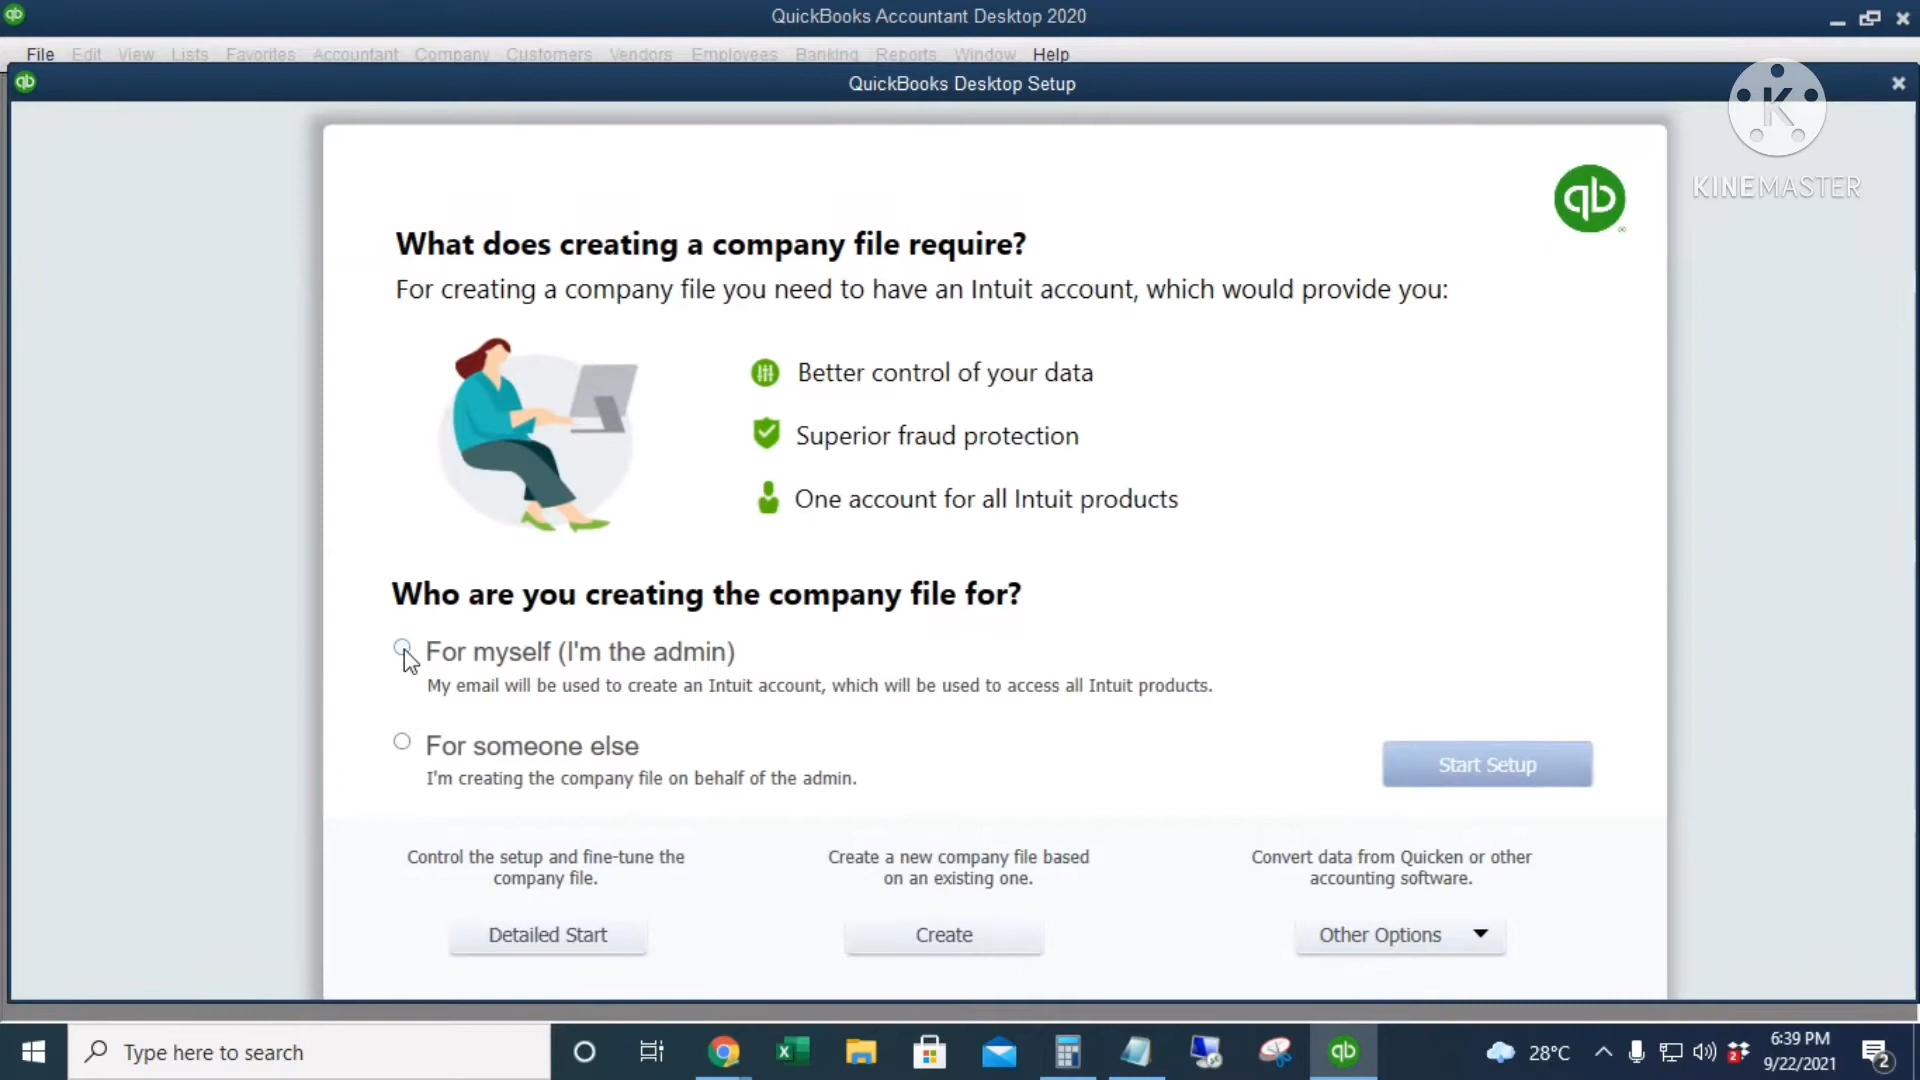 qb
QuickBooks Accountant Desktop 2020
File Edit View Lists Favorites Accountant Company Customers Vendors Employees Banking Reports Window Help
qb
QuickBooks Desktop Setup
K
KINEMASTER
qb
What does creating a company file require?
For creating a company file you need to have an Intuit account, which would provide you:
Better control of your data
Superior fraud protection
One account for all Intuit products
Who are you creating the company file for?
For myself (I'm the admin)
My email will be used to create an Intuit account, which will be used to access all Intuit products.
For someone else
I'm creating the company file on behalf of the admin.
Start Setup
Control the setup and fine-tune the
company file.
Detailed Start
Create a new company file based
on an existing one.
Create
Convert data from Quicken or other
accounting software.
Other Options
Type here to search
qb
28°C
2
6:39 PM
9/22/2021
2